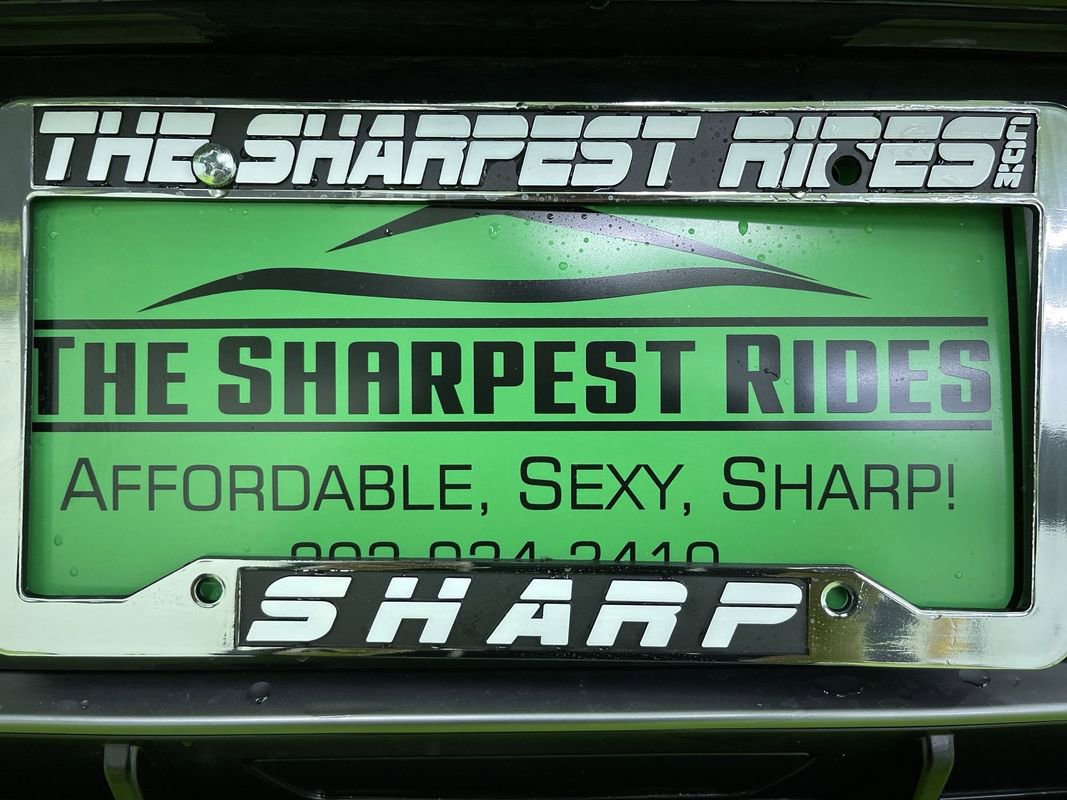 THE SHARPEST RIDES.COM
THE SHARPEST RIDES
AFFORDABLE, SEXY, SHARP!
SHARP